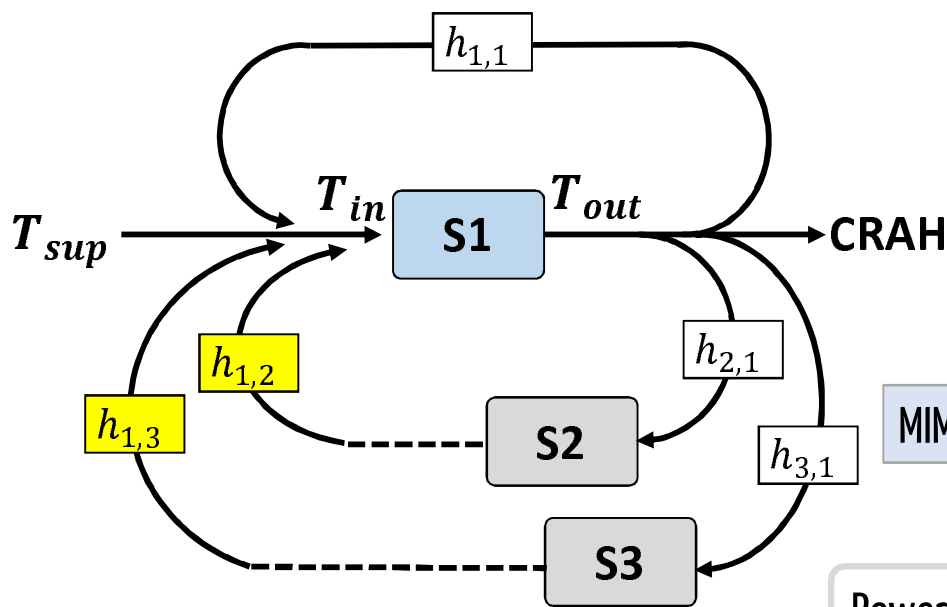 h1,1
Tin
Tout
Tsup
S1
CRAH
h1,2
h2,1
h1,3
S2
h3,1
S3